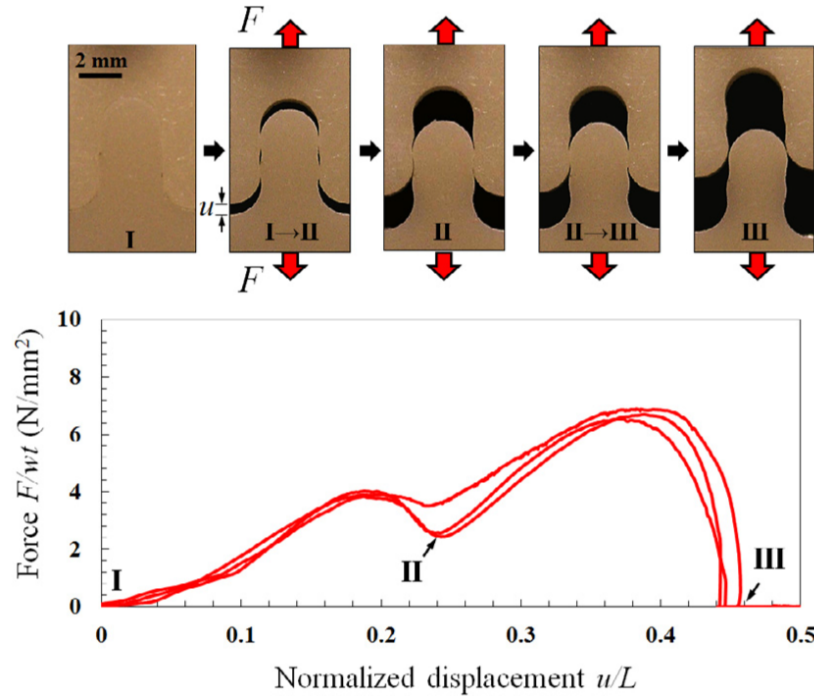 F
2 mm
u
I
I→II
II
II→III
III
F
10
8
6
4
2
0
Force F/wt (N/mm²)
I
II
III
0
0.1
0.2
0.3
0.4
0.5
Normalized displacement u/L